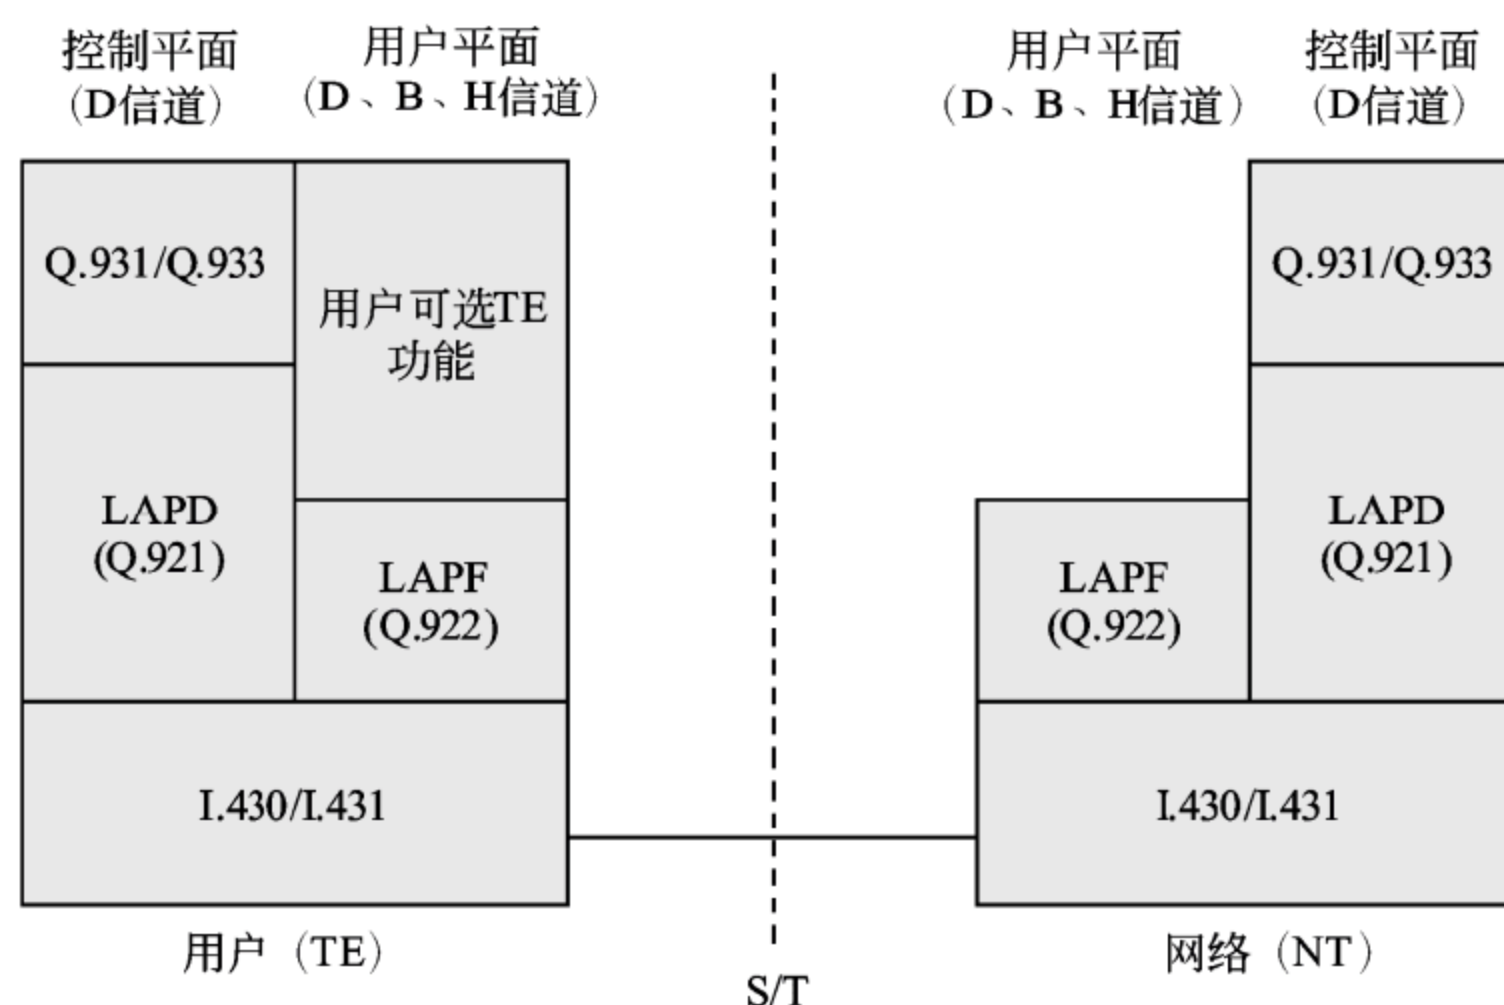 控制平面
（D信道）
用户平面
（D、B、H信道）
用户平面
（D、B、H信道）
控制平面
（D信道）
Q.931/Q.933
用户可选TE
功能
LAPD
(Q.921)
LAPF
(Q.922)
I.430/I.431
用户（TE）
S/T
Q.931/Q.933
LAPF
(Q.922)
LAPD
(Q.921)
I.430/I.431
网络（NT）